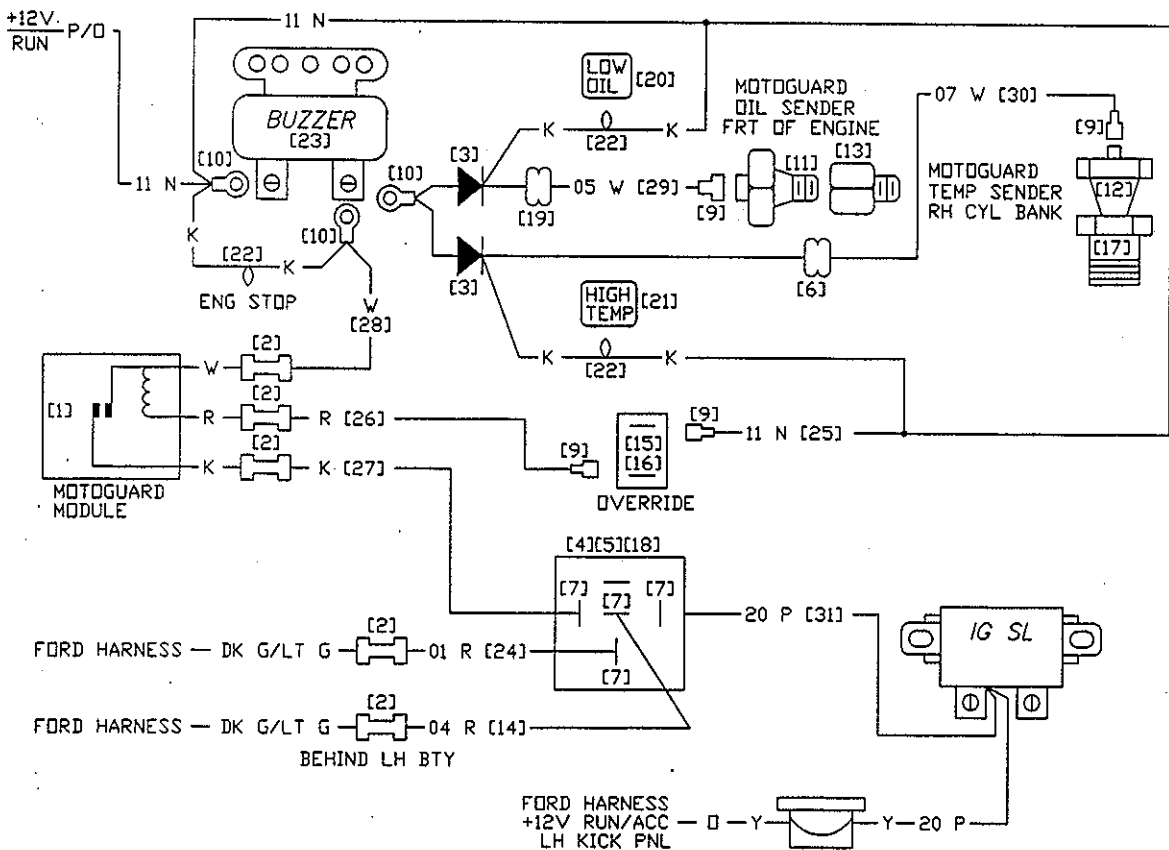 +12V.
RUN
P/O
11 N
BUZZER
[23]
LOW
OIL
[20]
K
K
[22]
MOTOGUARD
OIL SENDER
FRT OF ENGINE
07 W [30]
[9]
[10]
[10]
[3]
[11]
[13]
MOTOGUARD
TEMP SENDER
RH CYL BANK
[12]
11 N
05 W [29]
[9]
[19]
[17]
K
[10]
[22]
K
ENG STOP
[3]
[6]
W
[28]
HIGH
TEMP
[21]
[2]
K
K
[22]
W
[1]
[2]
R
R [26]
[9]
11 N [25]
[15]
[16]
[9]
[2]
K
K [27]
OVERRIDE
MOTOGUARD
MODULE
[4][5][18]
[7]
[7]
[7]
[7]
20 P [31]
IG SL
[2]
FORD HARNESS — DK G/LT G
01 R [24]
[2]
FORD HARNESS — DK G/LT G
04 R [14]
BEHIND LH BTY
FORD HARNESS
+12V RUN/ACC — O — Y
Y — 20 P
LH KICK PNL